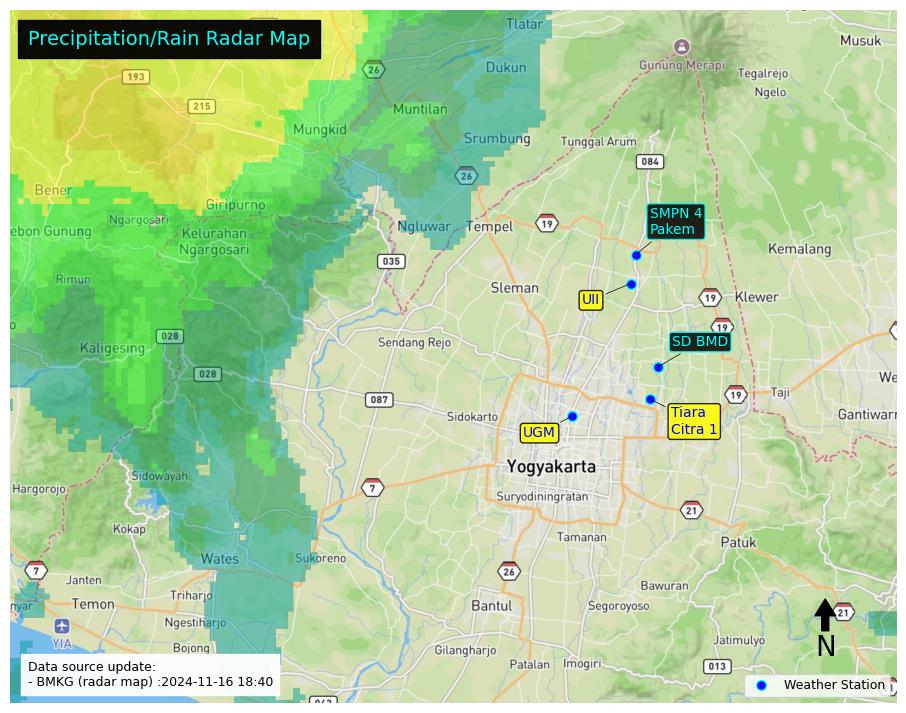 Precipitation/Rain Radar Map
Tlatar
Musuk
Gunung Merapi
26
193
Dukun
Tegalrejo
Ngelo
215
Muntilan
Mungkid
Srumbung
Tunggal Arum
084
26
Bener
Giripurno
Ngargosari
SMPN 4
Pakem
ebon Gunung
Kelurahan
Ngargosari
Ngluwar
Tempel
19
Kemalang
035
Rimun
Sleman
UII
19
Klewer
19
028
Kaligesing
Sendang Rejo
SD BMD
028
We
087
19
Taji
Sidokarto
Tiara
Citra 1
Gantiwarn
UGM
Yogyakarta
Sidowayah
Hargorojo
7
Suryodiningratan
21
Kokap
Tamanan
Patuk
Wates
Sukoreno
7
26
Janten
Bawuran
nyar
Temon
Triharjo
Bantul
Segoroyoso
21
YIA
Ngestiharjo
N
Bojong
Gilangharjo
Jatimulyo
Patalan
Imogiri
013
Data source update:
- BMKG (radar map) :2024-11-16 18:40
Weather Station